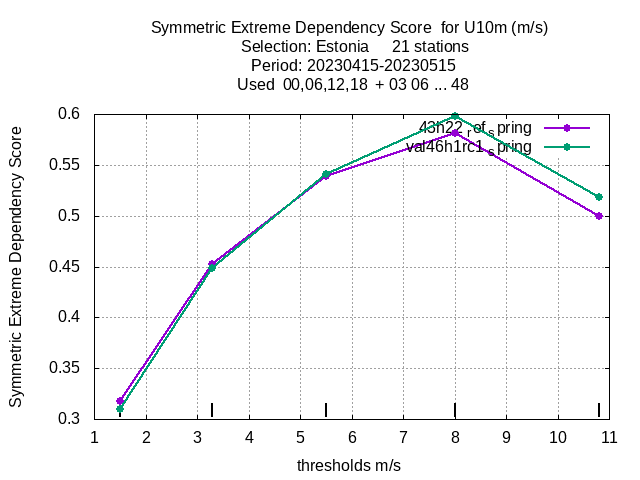 Symmetric Extreme Dependency Score for U10m (m/s)
Selection: Estonia 21 stations
Period: 20230415-20230515
Used 00,06,12,18 + 03 06 ... 48
Symmetric Extreme Dependency Score
0.6
0.55
0.5
0.45
0.4
0.35
0.3
43h22_ref_spring
val46h1rc1_spring
1 2 3 4 5 6 7 8 9 10 11
thresholds m/s